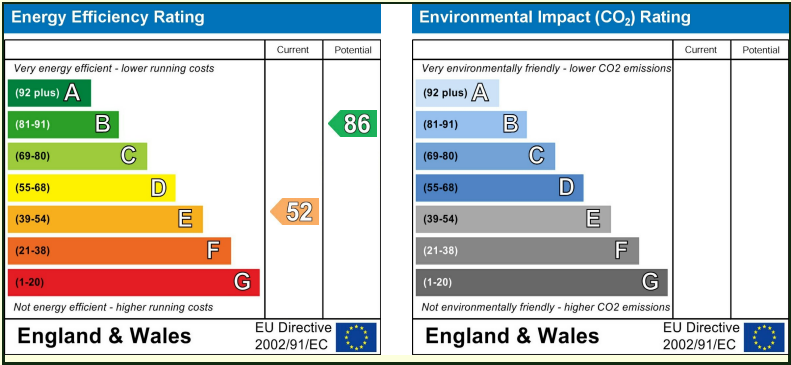 Energy Efficiency Rating
Current Potential
Very energy efficient - lower running costs
(92 plus) A
(81-91) B
86
(69-80) C
(55-68) D
(39-54) E
52
(21-38) F
(1-20) G
Not energy efficient - higher running costs
England & Wales
EU Directive
2002/91/EC
Environmental Impact (CO₂) Rating
Current Potential
Very environmentally friendly - lower CO2 emissions
(92 plus) A
(81-91) B
(69-80) C
(55-68) D
(39-54) E
(21-38) F
(1-20) G
Not environmentally friendly - higher CO2 emissions
England & Wales
EU Directive
2002/91/EC